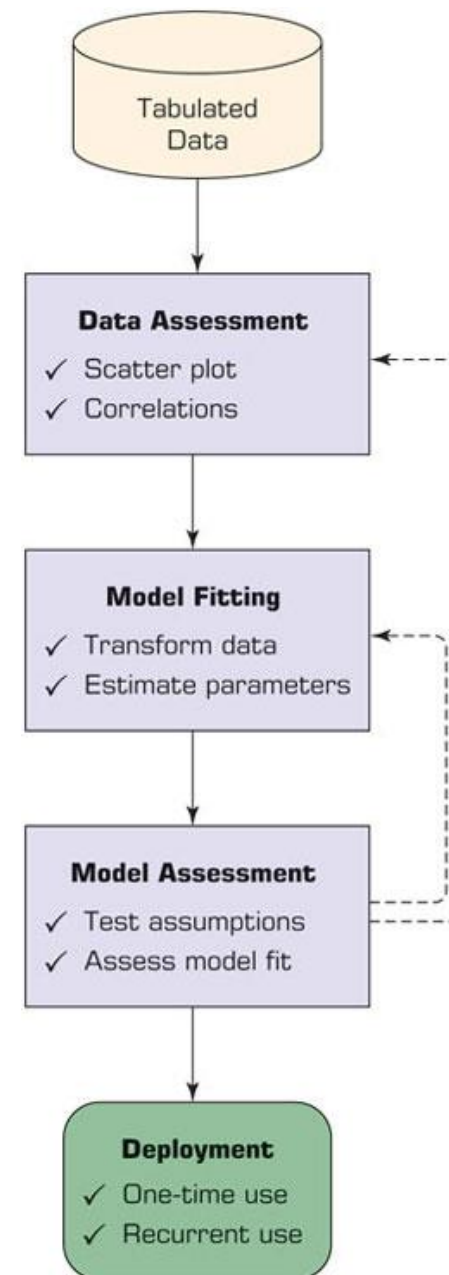 Tabulated
Data
Data Assessment
✓ Scatter plot
✓ Correlations
Model Fitting
✓ Transform data
✓ Estimate parameters
Model Assessment
✓ Test assumptions
✓ Assess model fit
Deployment
✓ One-time use
✓ Recurrent use